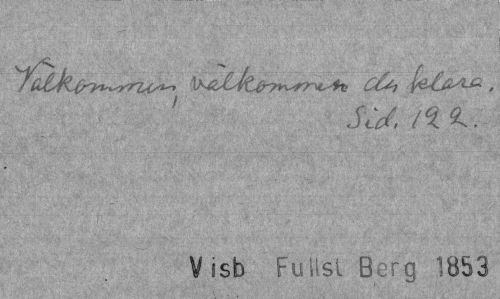 Välkommen, välkommen du klara.
Sid. 122.
Visb Fullst Berg 1853